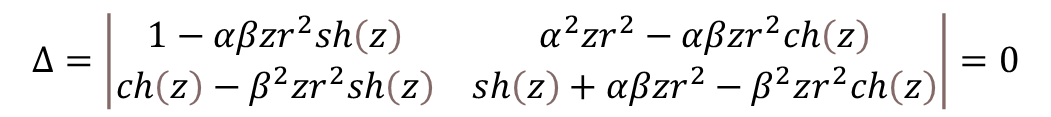 Δ = |1 − αβzr²sh(z) α²zr² − αβzr²ch(z)|
|ch(z) − β²zr²sh(z) sh(z) + αβzr² − β²zr²ch(z)| = 0